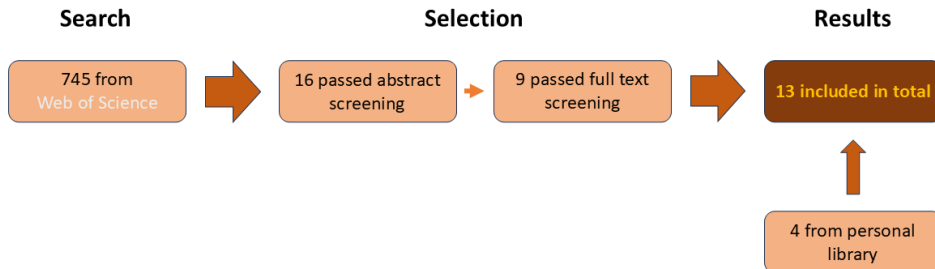 Search
Selection
Results
745 from
Web of Science
16 passed abstract
screening
9 passed full text
screening
13 included in total
4 from personal
library